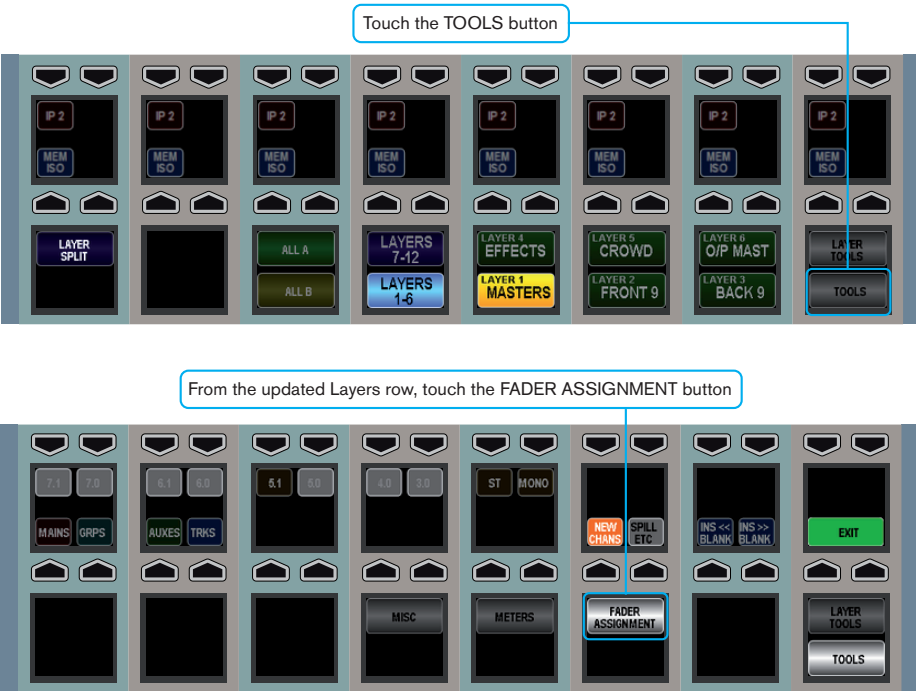 Touch the TOOLS button
IP 2 IP 2 IP 2 IP 2 IP 2 IP 2 IP 2 IP 2
MEM ISO MEM ISO MEM ISO MEM ISO MEM ISO MEM ISO MEM ISO MEM ISO
LAYER SPLIT
ALL A
ALL B
LAYERS 7-12
LAYERS 1-6
LAYER 4 EFFECTS
LAYER 1 MASTERS
LAYER 5 CROWD
LAYER 2 FRONT 9
LAYER 6 O/P MAST
LAYER 3 BACK 9
LAYER TOOLS
TOOLS
From the updated Layers row, touch the FADER ASSIGNMENT button
7.1 7.0 6.1 6.0 5.1 5.0 4.0 3.0 ST MONO
MAINS GRPS AUXES TRKS
NEW CHANS
SPILL ETC
INS << BLANK
INS >> BLANK
EXIT
MISC
METERS
FADER ASSIGNMENT
LAYER TOOLS
TOOLS